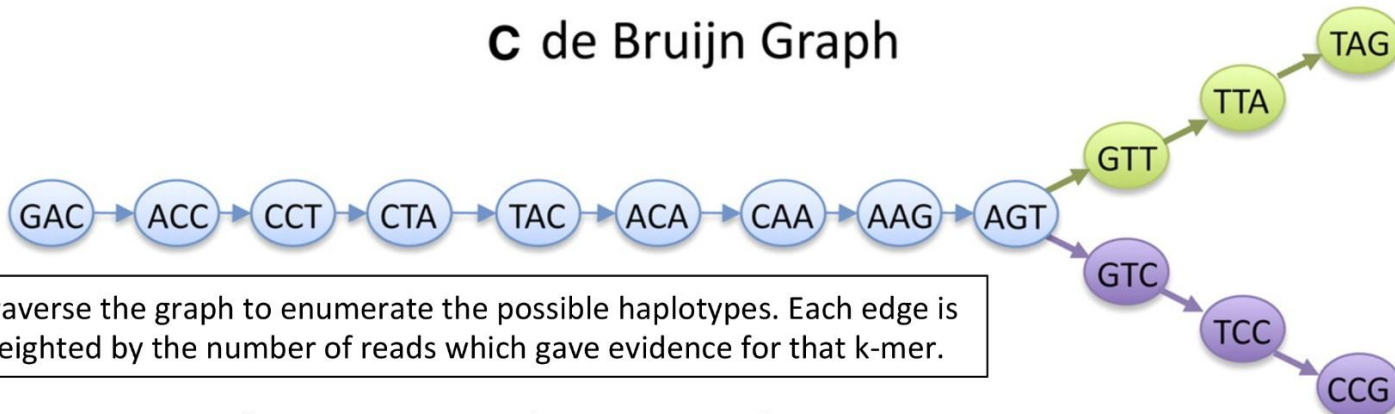 C de Bruijn Graph
TAG
TTA
GTT
GAC ACC CCT CTA TAC ACA CAA AAG AGT
GTC
TCC
CCG
averse the graph to enumerate the possible haplotypes. Each edge is
eighted by the number of reads which gave evidence for that k-mer.